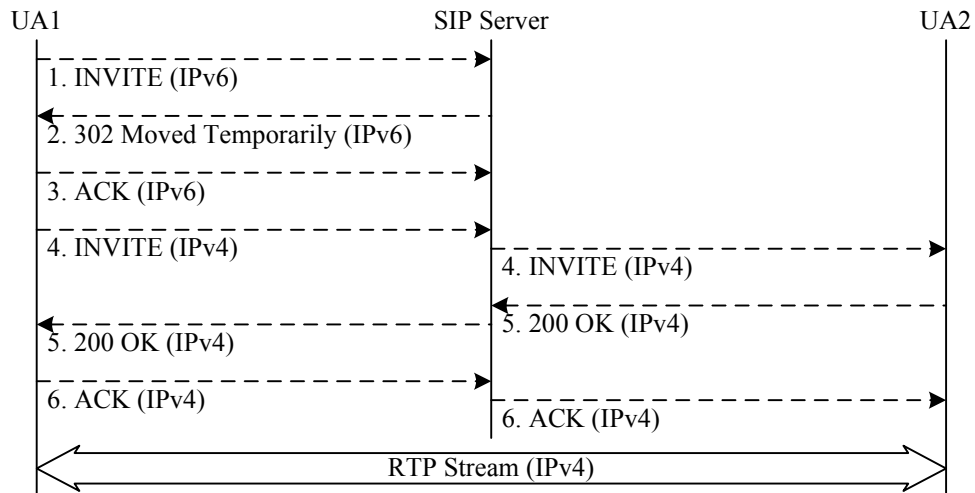 UA1
SIP Server
UA2
1. INVITE (IPv6)
2. 302 Moved Temporarily (IPv6)
3. ACK (IPv6)
4. INVITE (IPv4)
4. INVITE (IPv4)
5. 200 OK (IPv4)
5. 200 OK (IPv4)
6. ACK (IPv4)
6. ACK (IPv4)
RTP Stream (IPv4)